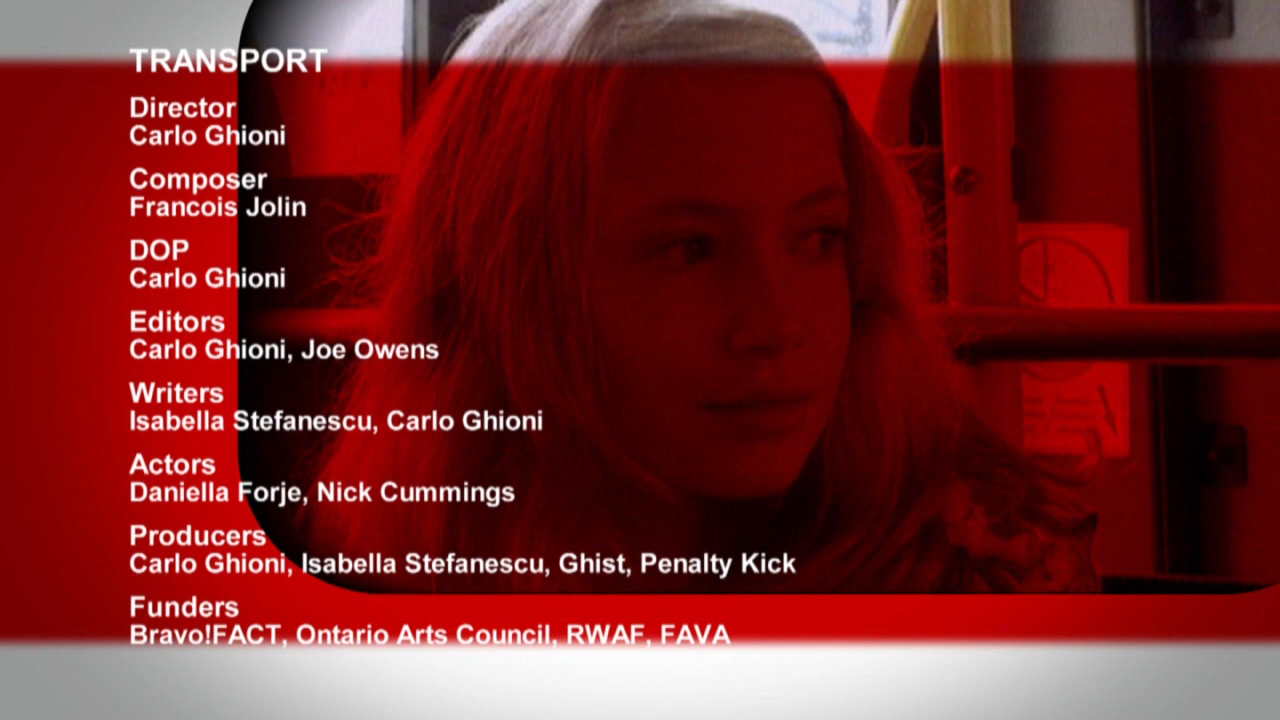 TRANSPORT
Director
Carlo Ghioni
Composer
Francois Jolin
DOP
Carlo Ghioni
Editors
Carlo Ghioni, Joe Owens
Writers
Isabella Stefanescu, Carlo Ghioni
Actors
Daniella Forje, Nick Cummings
Producers
Carlo Ghioni, Isabella Stefanescu, Ghist, Penalty Kick
Funders
Bravo!FACT, Ontario Arts Council, RWAF, FAVA